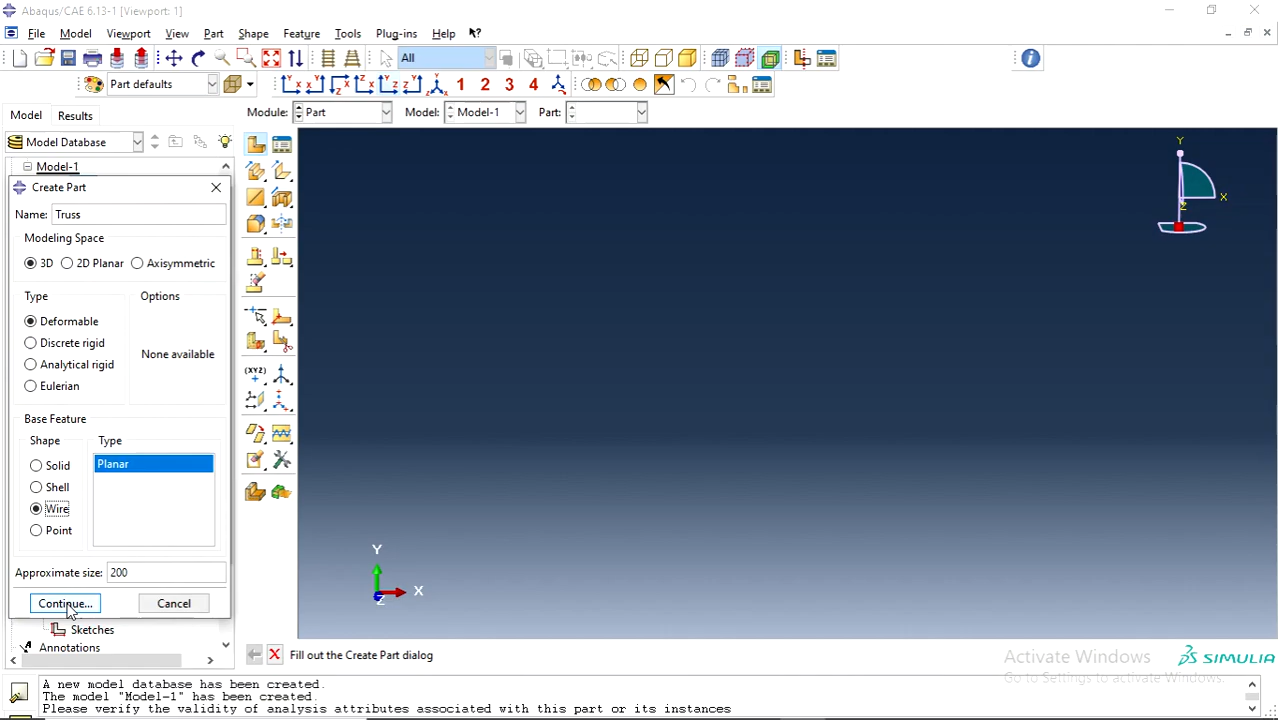 Abaqus/CAE 6.13-1 [Viewport: 1]
File Model Viewport View Part Shape Feature Tools Plug-ins Help
All
Part defaults
1 2 3 4
Model Results
Module: Part Model: Model-1 Part:
Model Database
Model-1
Create Part
Name: Truss
Modeling Space
3D 2D Planar Axisymmetric
Type Options
Deformable
Discrete rigid
Analytical rigid
Eulerian
None available
Base Feature
Shape Type
Solid
Shell
Wire
Point
Planar
Approximate size: 200
Continue... Cancel
Sketches
Annotations
(XYZ)
Y
X
Z
Y
X
Z
Fill out the Create Part dialog
Activate Windows
Go to Settings to activate Windows.
SIMULIA
A new model database has been created.
The model "Model-1" has been created.
Please verify the validity of analysis attributes associated with this part or its instances